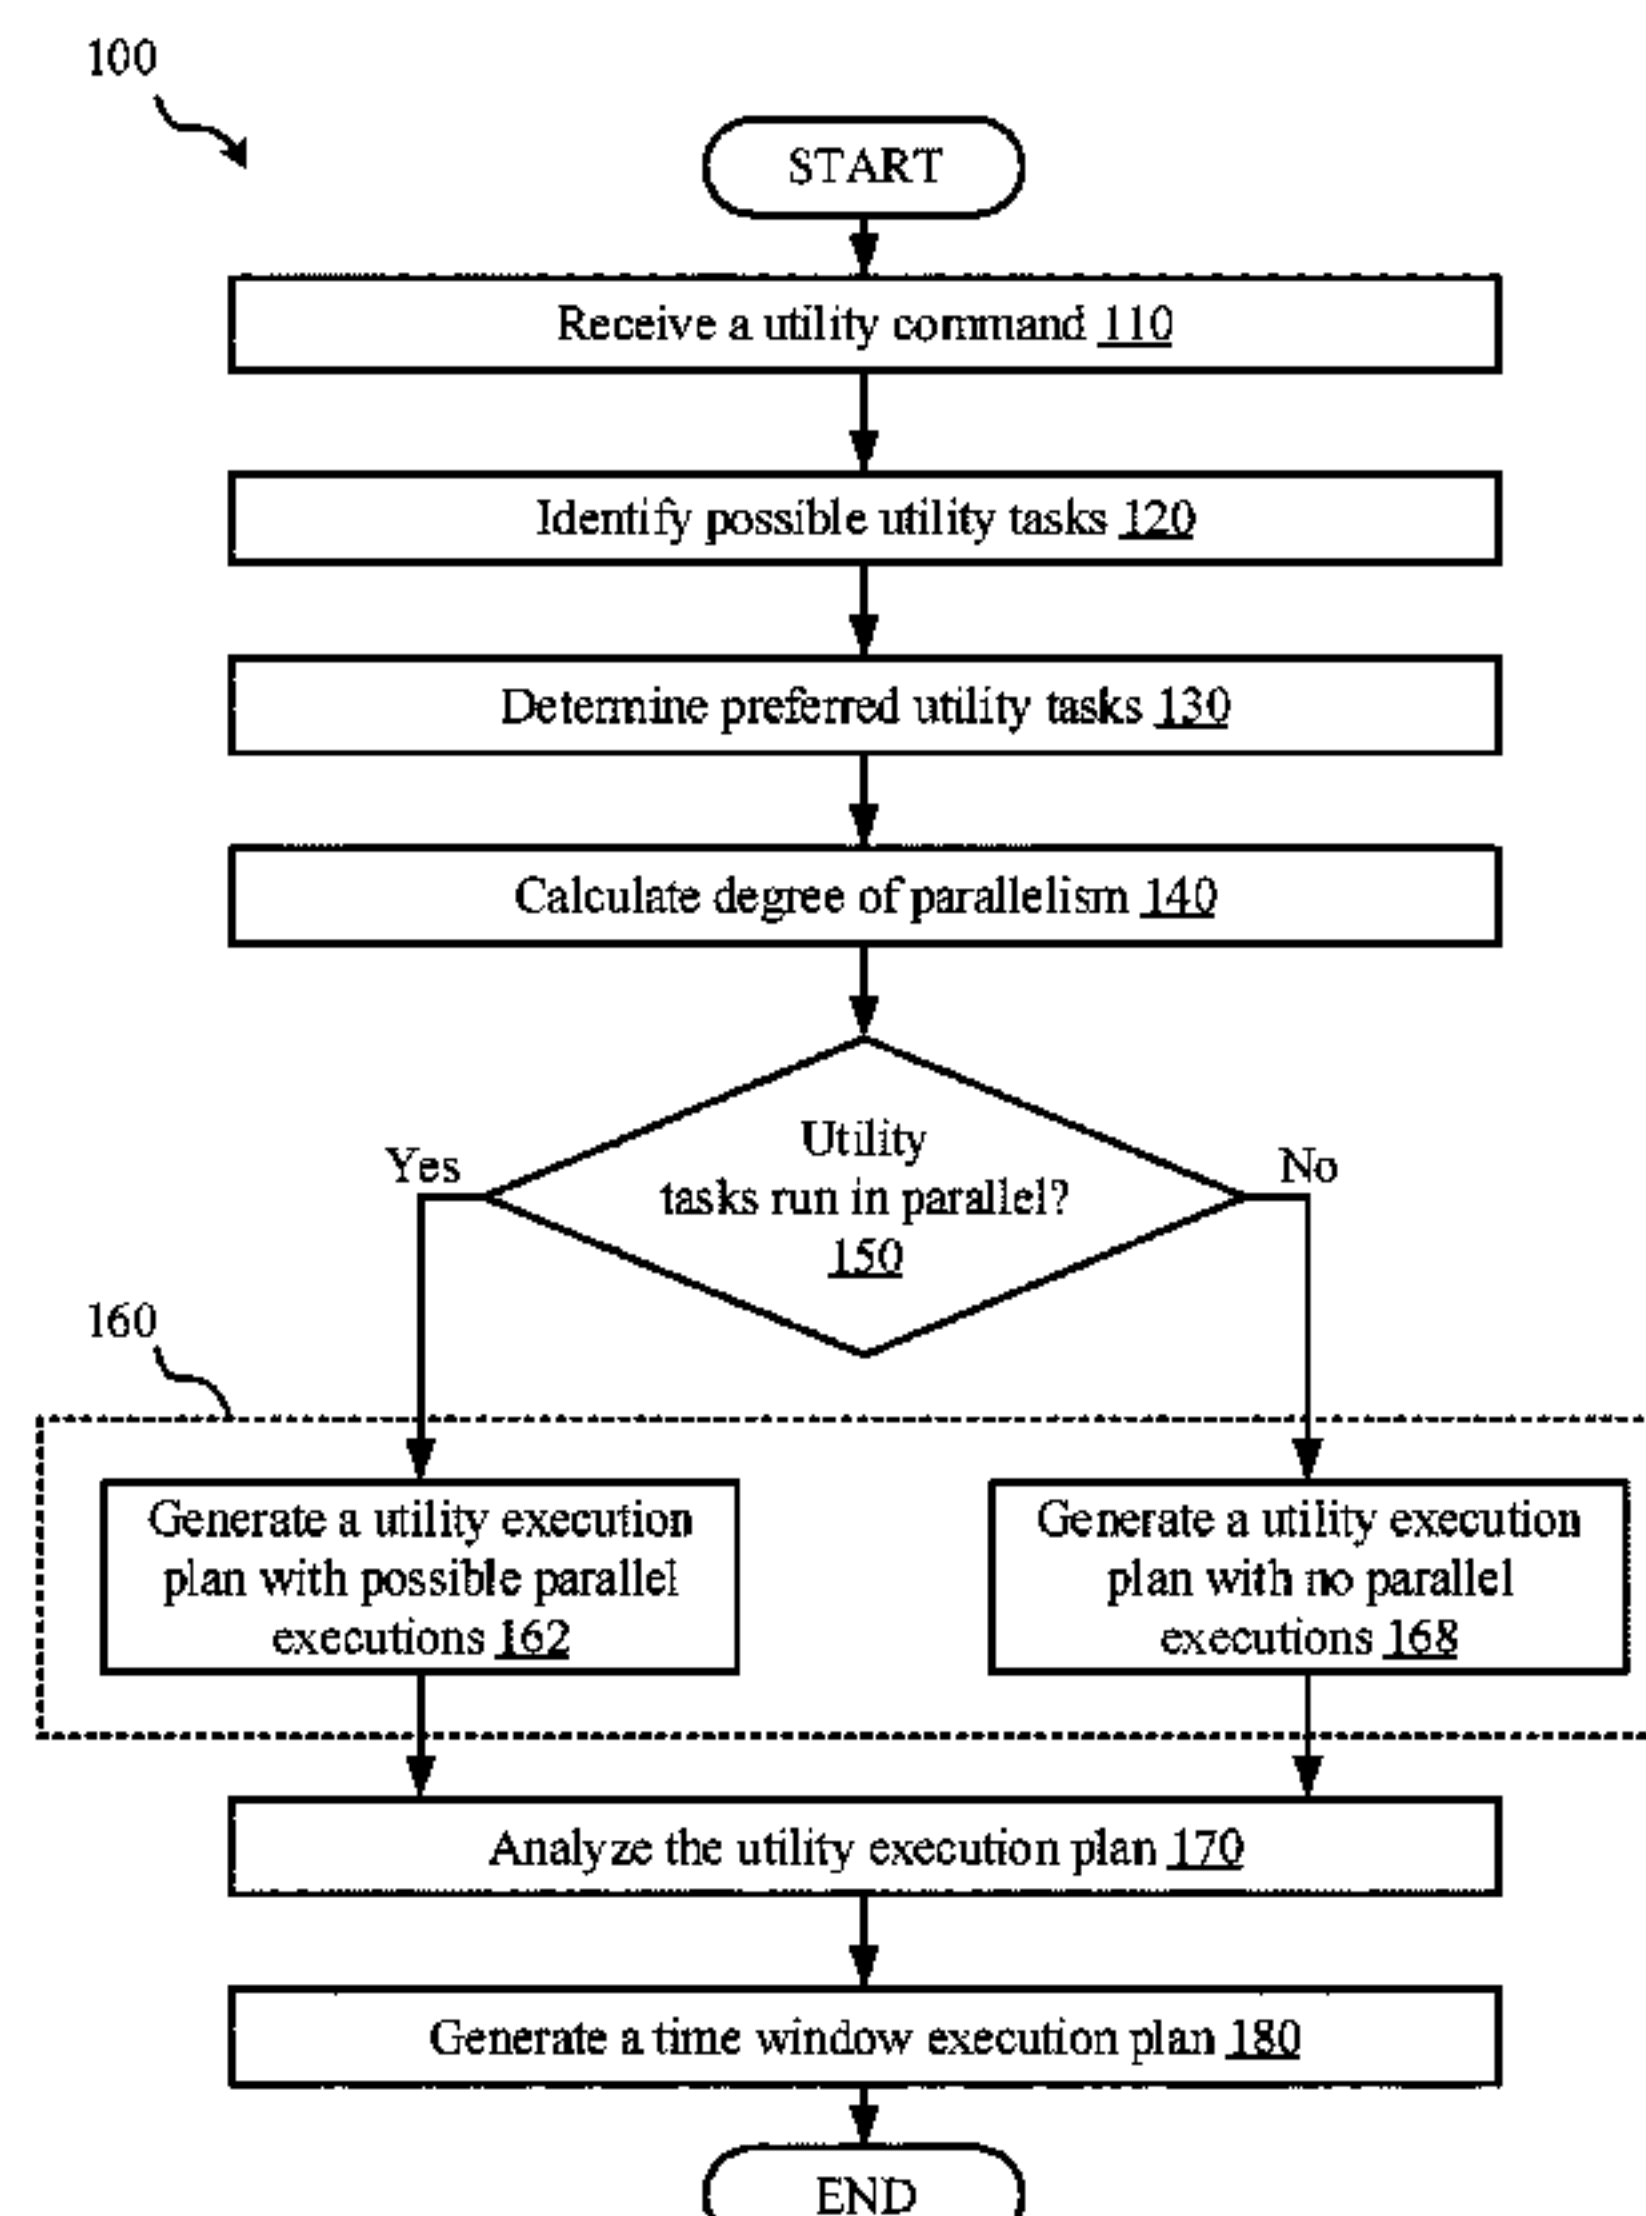 100
START
Receive a utility command 110
Identify possible utility tasks 120
Determine preferred utility tasks 130
Calculate degree of parallelism 140
Utility
Yes
No
tasks run in parallel?
150
160
Generate a utility execution
plan with possible parallel
executions 162
Generate a utility execution
plan with no parallel
executions 168
Analyze the utility execution plan 170
Generate a time window execution plan 180
END